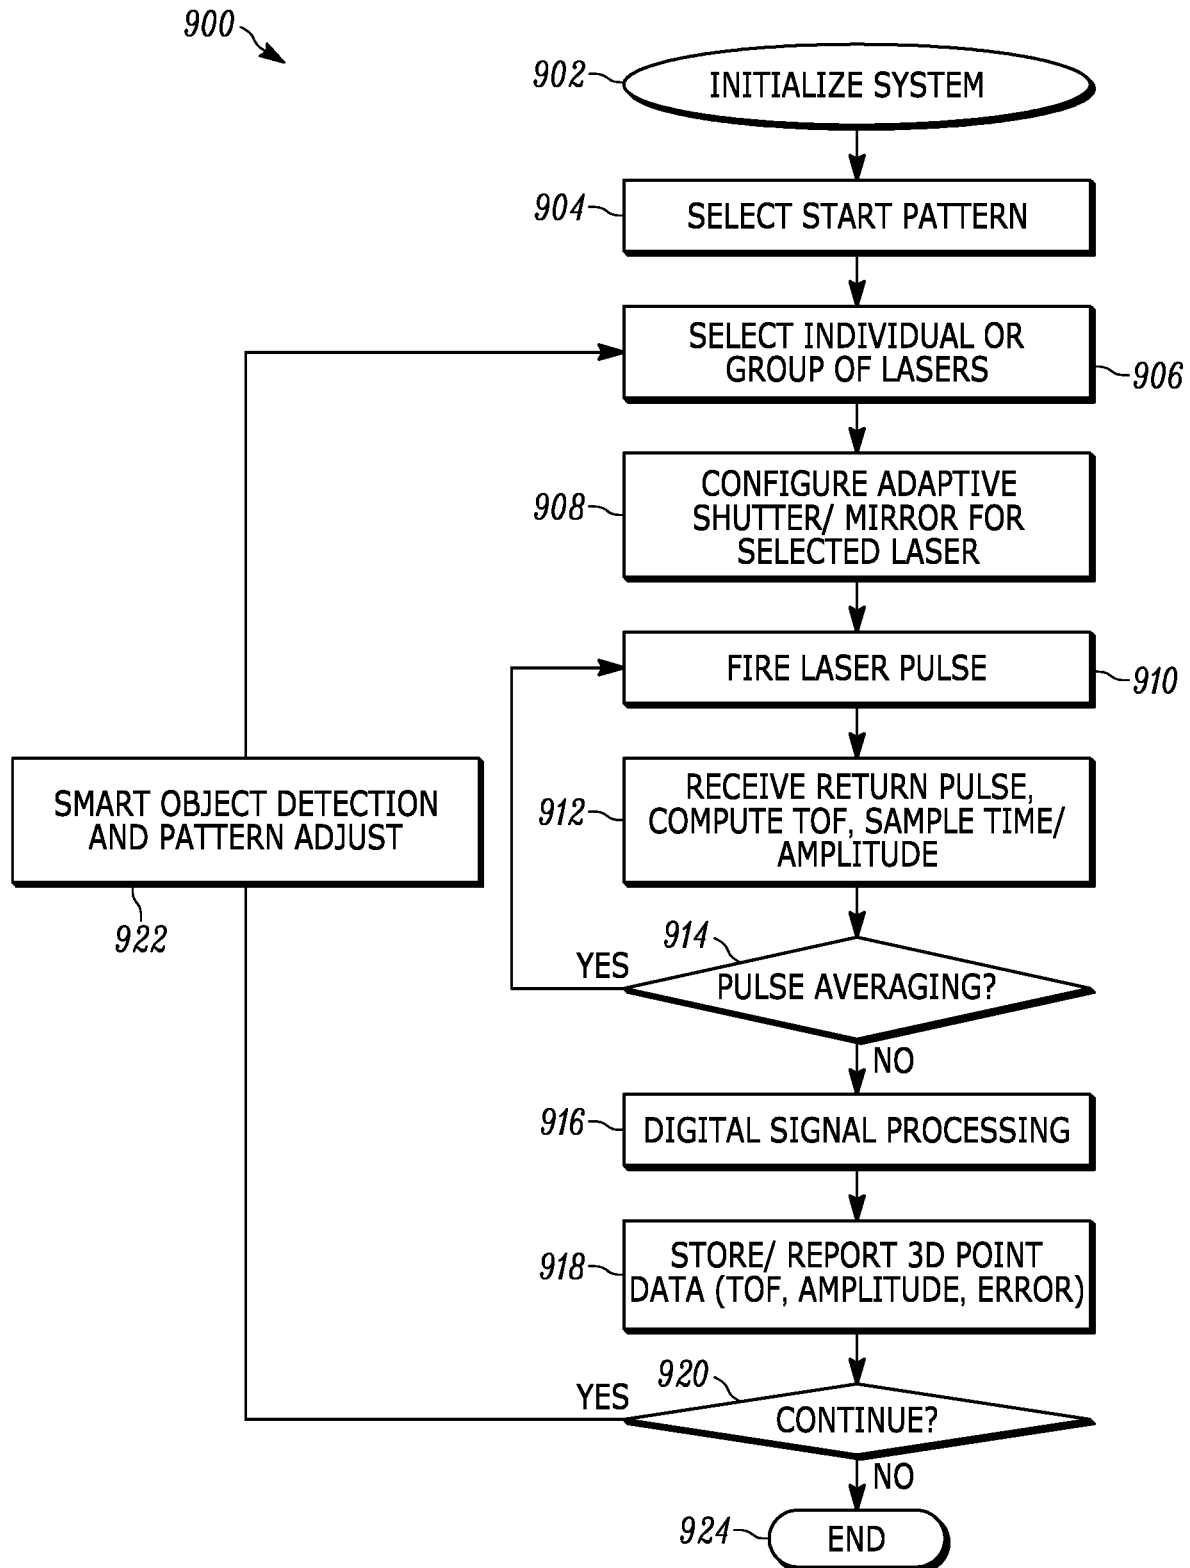 900
902
INITIALIZE SYSTEM
904
SELECT START PATTERN
SELECT INDIVIDUAL OR
GROUP OF LASERS
906
908
CONFIGURE ADAPTIVE
SHUTTER/ MIRROR FOR
SELECTED LASER
FIRE LASER PULSE
910
SMART OBJECT DETECTION
AND PATTERN ADJUST
922
912
RECEIVE RETURN PULSE,
COMPUTE TOF, SAMPLE TIME/
AMPLITUDE
914
YES
PULSE AVERAGING?
NO
916
DIGITAL SIGNAL PROCESSING
918
STORE/ REPORT 3D POINT
DATA (TOF, AMPLITUDE, ERROR)
920
YES
CONTINUE?
NO
924
END